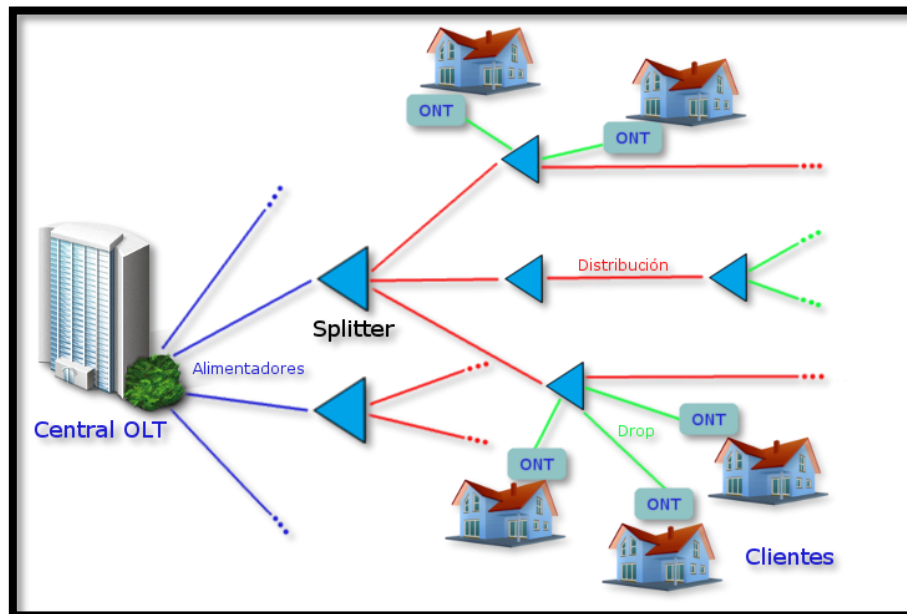 ONT
ONT
Distribución
Splitter
Alimentadores
Central OLT
ONT
Drop
ONT
ONT
Clientes